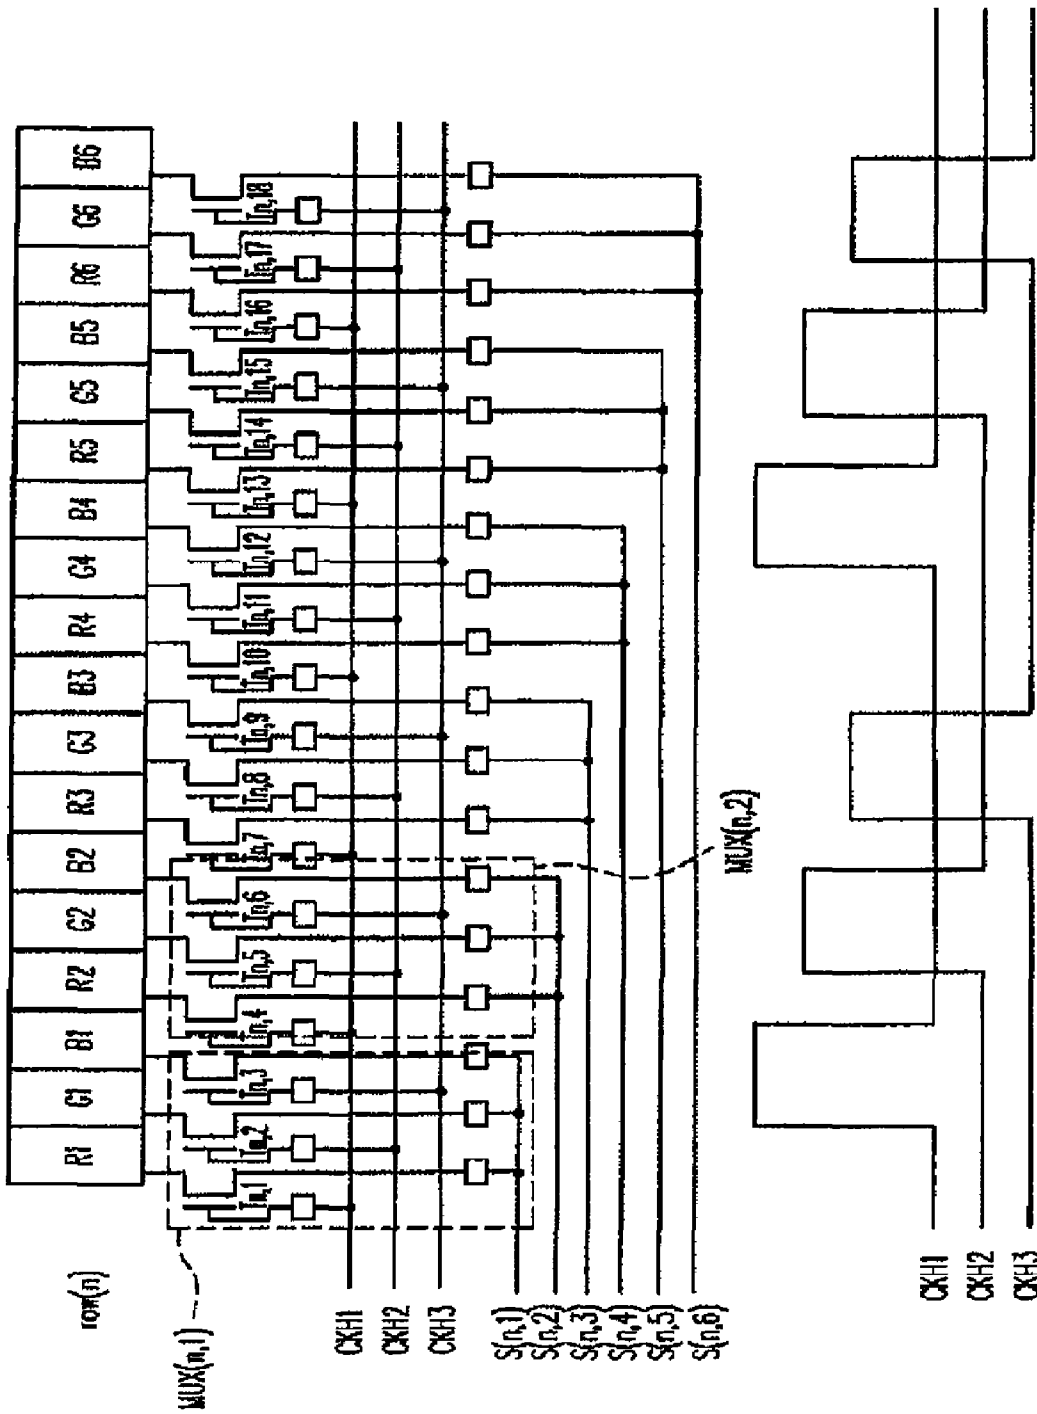 row(n)
R1 G1 B1 R2 G2 B2 R3 G3 B3 R4 G4 B4 R5 G5 B5 R6 G6 B6
MUX(n,1)
Tn,1 Tn,2 Tn,3 Tn,4 Tn,5 Tn,6 Tn,7 Tn,8 Tn,9 Tn,10 Tn,11 Tn,12 Tn,13 Tn,14 Tn,15 Tn,16 Tn,17 Tn,18
CKH1
CKH2
CKH3
S(n,1)
S(n,2)
S(n,3)
S(n,4)
S(n,5)
S(n,6)
MUX(n,2)
CKH1
CKH2
CKH3